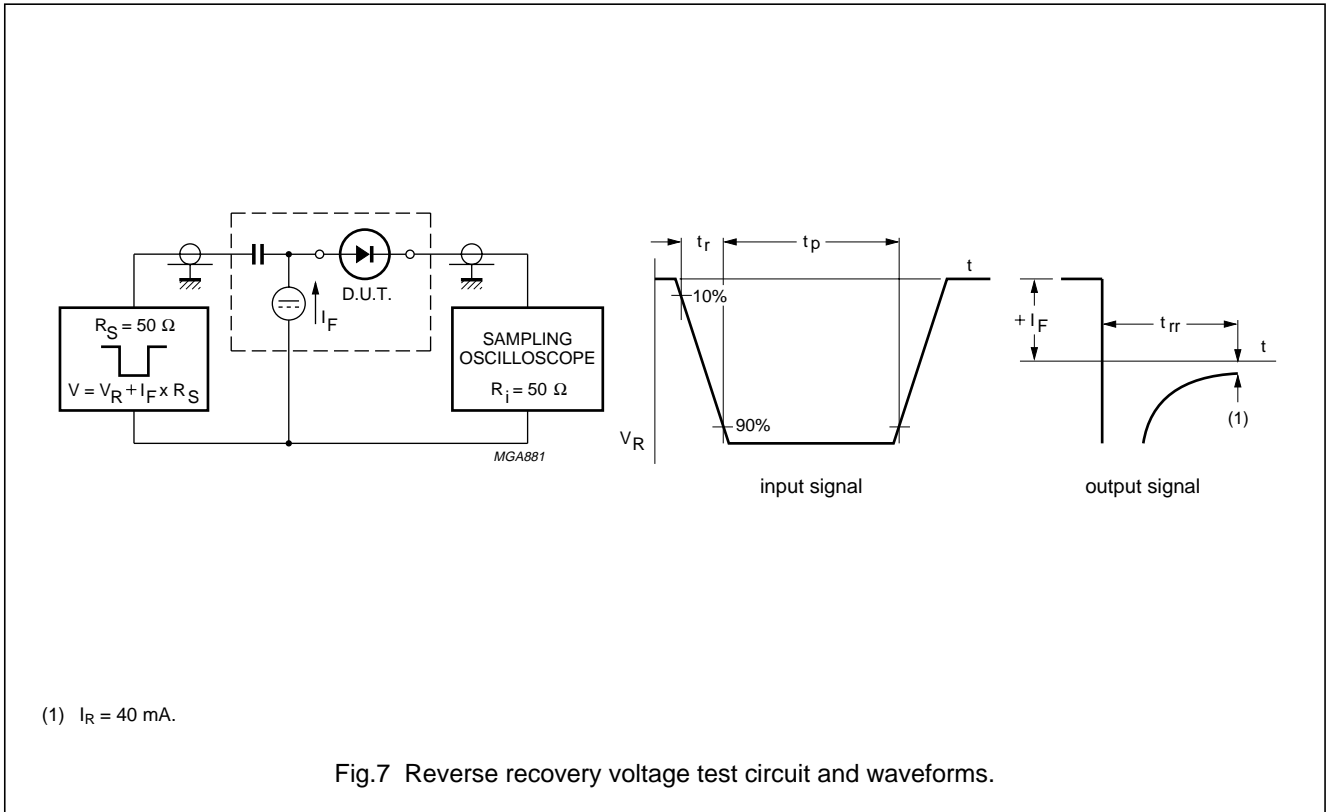 R_S = 50 Ω
V = V_R + I_F x R_S
I_F
D.U.T.
SAMPLING
OSCILLOSCOPE
R_i = 50 Ω
MGA881
t_r
t_p
t
10%
90%
V_R
input signal
+ I_F
t_rr
t
(1)
output signal
(1) I_R = 40 mA.
Fig.7 Reverse recovery voltage test circuit and waveforms.